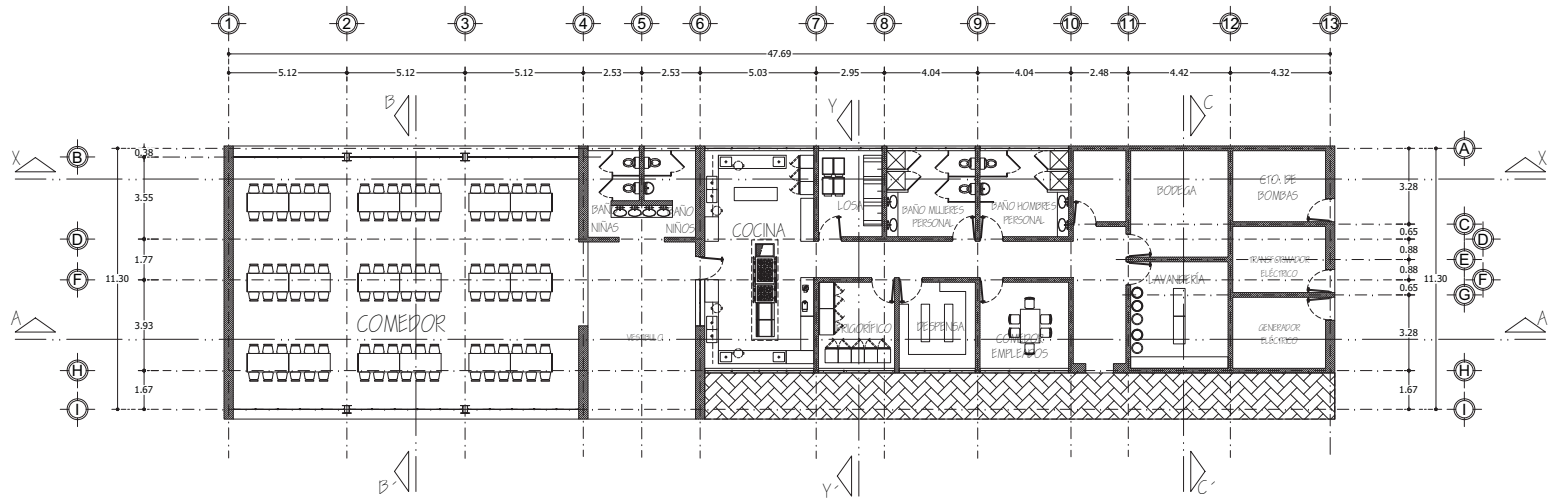 1 2 3 4 5 6 7 8 9 10 11 12 13
47.69
5.12 5.12 5.12 2.53 2.53 5.03 2.95 4.04 4.04 2.48 4.42 4.32
B Y C
X B 0.38 A X
3.55 3.28
BODEGA CTO. DE
BOMBAS
LOSA
BAÑO MUJERES
PERSONAL
BAÑO HOMBRES
PERSONAL
BAÑO
NIÑAS
BAÑO
NIÑOS
COCINA
D C
0.65 D
1.77 0.88 E
TRANSFORMADOR
ELÉCTRICO
F 11.30 0.88 F 11.30
LAVANDERÍA
0.65 G
A COMEDOR VESTIBULO FRIGORÍFICO DESPENSA COMEDOR
EMPLEADOS
GENERADOR
ELÉCTRICO
A
3.93 3.28
H H
1.67 1.67
I I
B' Y' C'